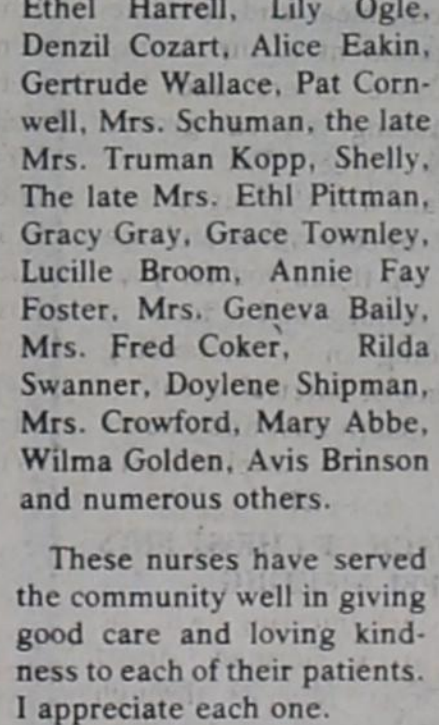 Ethel Harrell, Lily Ogle,
Denzil Cozart, Alice Eakin,
Gertrude Wallace, Pat Corn-
well, Mrs. Schuman, the late
Mrs. Truman Kopp, Shelly,
The late Mrs. Ethl Pittman,
Gracy Gray, Grace Townley,
Lucille Broom, Annie Fay
Foster, Mrs. Geneva Baily,
Mrs. Fred Coker, Rilda
Swanner, Doylene Shipman,
Mrs. Crowford, Mary Abbe,
Wilma Golden, Avis Brinson
and numerous others.
These nurses have served
the community well in giving
good care and loving kind-
ness to each of their patients.
I appreciate each one.